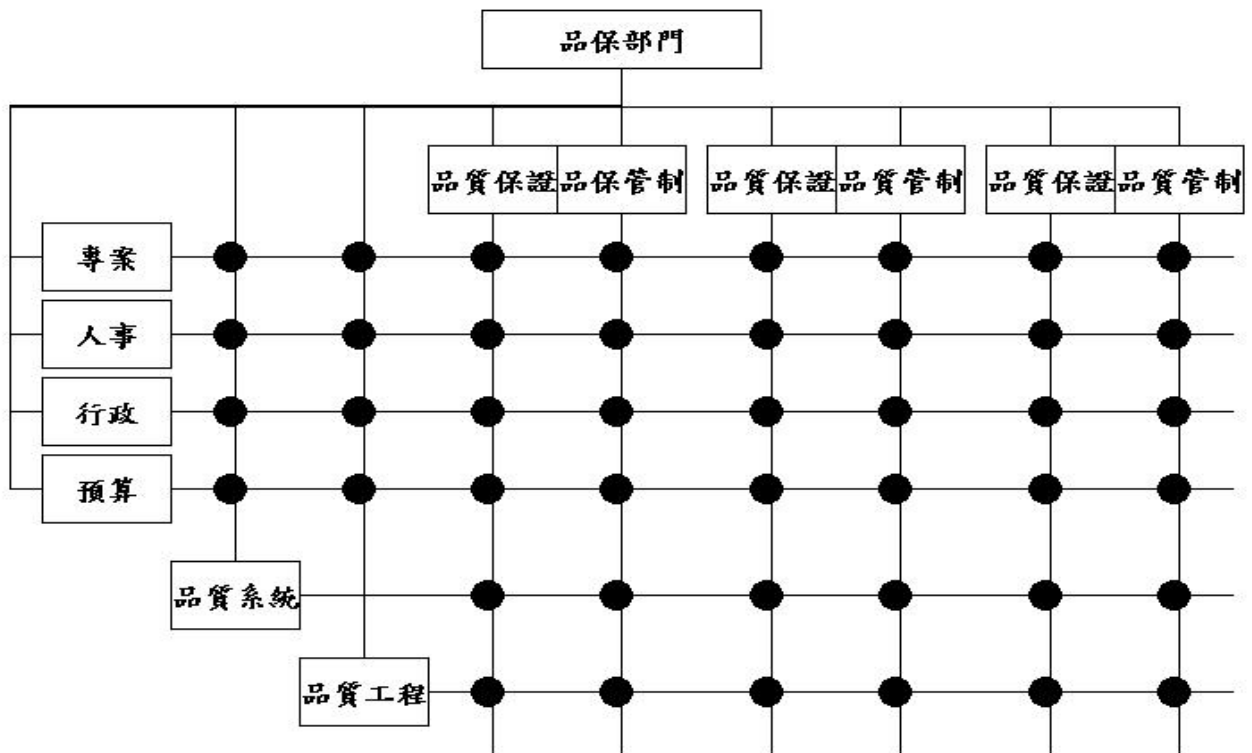 品保部門
品質保證 品保管制 品質保證 品質管制 品質保證 品質管制
專案
人事
行政
預算
品質系統
品質工程